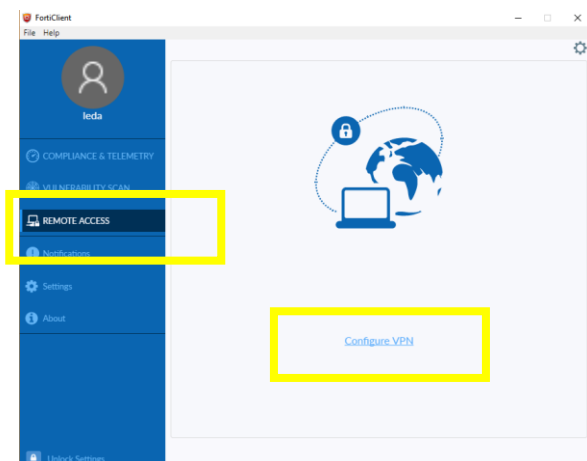 FortiClient
File Help
leda
COMPLIANCE & TELEMETRY
VULNERABILITY SCAN
REMOTE ACCESS
Notifications
Settings
About
Configure VPN
Unlock Settings